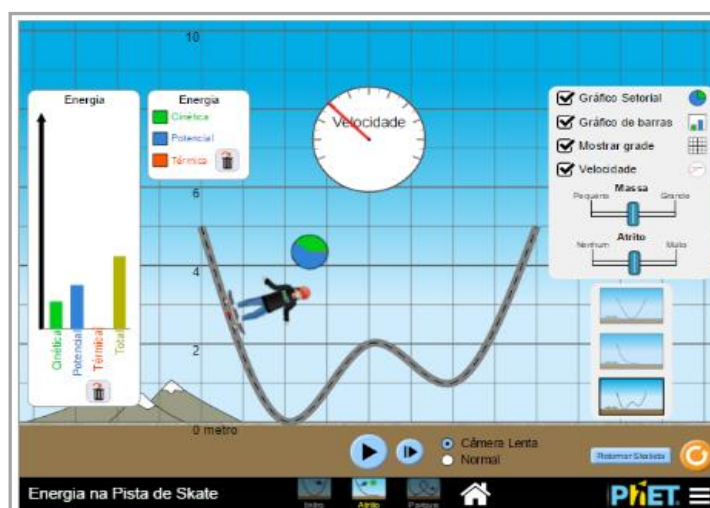 10
6
4
2
0 metro
Energia
Cinética
Potencial
Térmica
Total
Energia
Cinética
Potencial
Térmica
Velocidade
Gráfico Setorial
Gráfico de barras
Mostrar grade
Velocidade
Massa
Pequeno Grande
Atrito
Nenhum Muito
Câmera Lenta
Normal
Retornar Skatista
Energia na Pista de Skate
Intro
Atrito
Parque
PhET